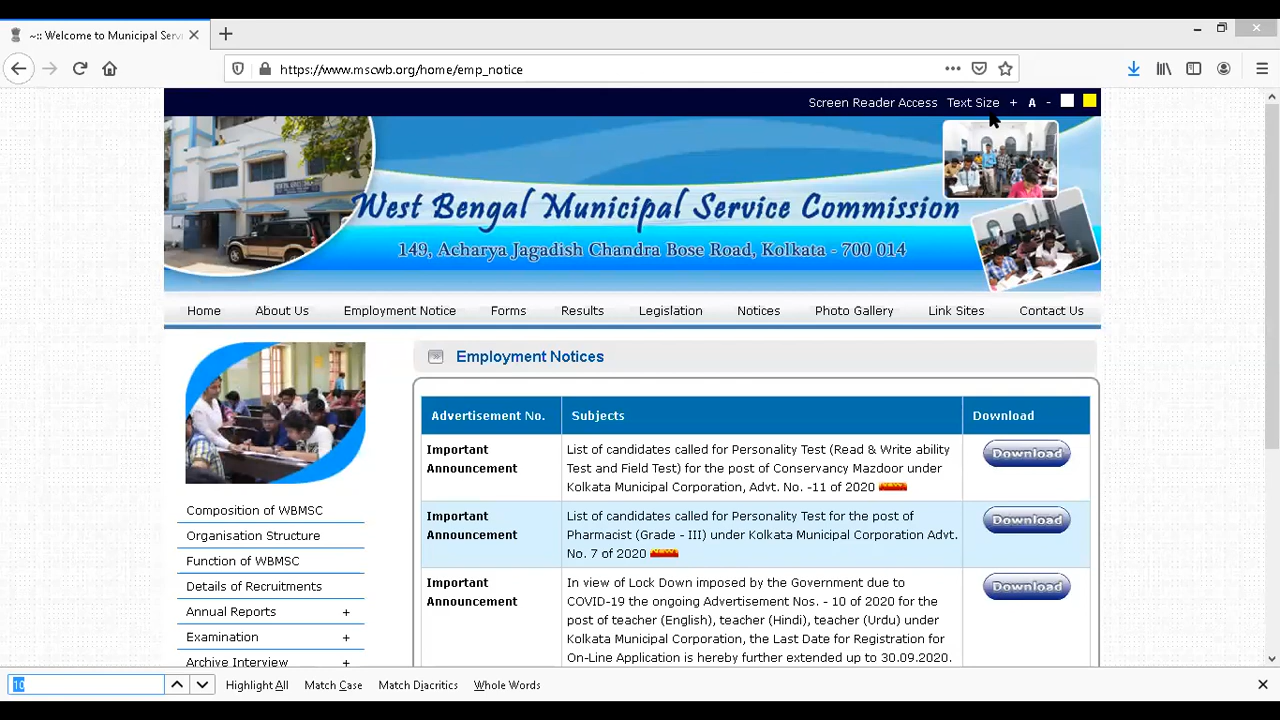 ~:: Welcome to Municipal Serv
https://www.mscwb.org/home/emp_notice
Screen Reader Access Text Size + A -
West Bengal Municipal Service Commission
149, Acharya Jagadish Chandra Bose Road, Kolkata - 700 014
Home About Us Employment Notice Forms Results Legislation Notices Photo Gallery Link Sites Contact Us
Employment Notices
Advertisement No. Subjects Download
Important
Announcement
List of candidates called for Personality Test (Read & Write ability
Test and Field Test) for the post of Conservancy Mazdoor under
Kolkata Municipal Corporation, Advt. No. -11 of 2020
Download
Important
Announcement
List of candidates called for Personality Test for the post of
Pharmacist (Grade - III) under Kolkata Municipal Corporation Advt.
No. 7 of 2020
Download
Important
Announcement
In view of Lock Down imposed by the Government due to
COVID-19 the ongoing Advertisement Nos. - 10 of 2020 for the
post of teacher (English), teacher (Hindi), teacher (Urdu) under
Kolkata Municipal Corporation, the Last Date for Registration for
On-Line Application is hereby further extended up to 30.09.2020.
Download
Composition of WBMSC
Organisation Structure
Function of WBMSC
Details of Recruitments
Annual Reports +
Examination +
Archive Interview +
10
Highlight All Match Case Match Diacritics Whole Words